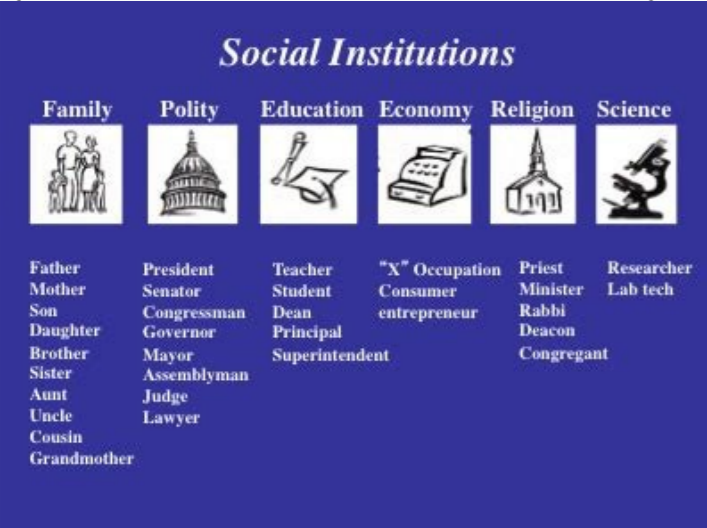 Social Institutions
Family Polity Education Economy Religion Science
Father
Mother
Son
Daughter
Brother
Sister
Aunt
Uncle
Cousin
Grandmother
President
Senator
Congressman
Governor
Mayor
Assemblyman
Judge
Lawyer
Teacher
Student
Dean
Principal
Superintendent
"X" Occupation
Consumer
entrepreneur
Priest
Minister
Rabbi
Deacon
Congregant
Researcher
Lab tech